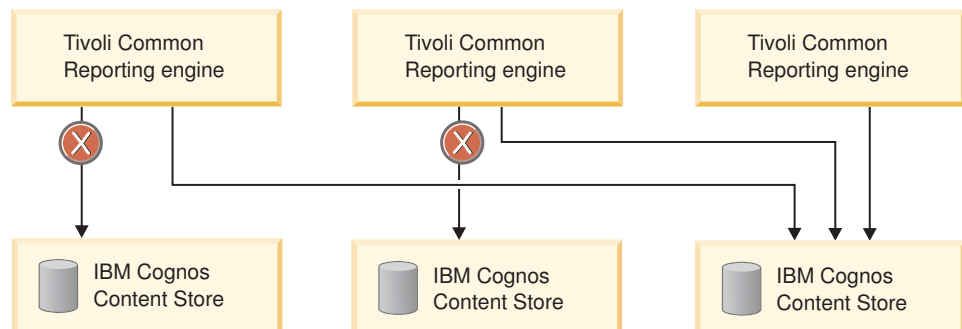 Tivoli Common
Reporting engine
Tivoli Common
Reporting engine
Tivoli Common
Reporting engine
X
X
IBM Cognos
Content Store
IBM Cognos
Content Store
IBM Cognos
Content Store